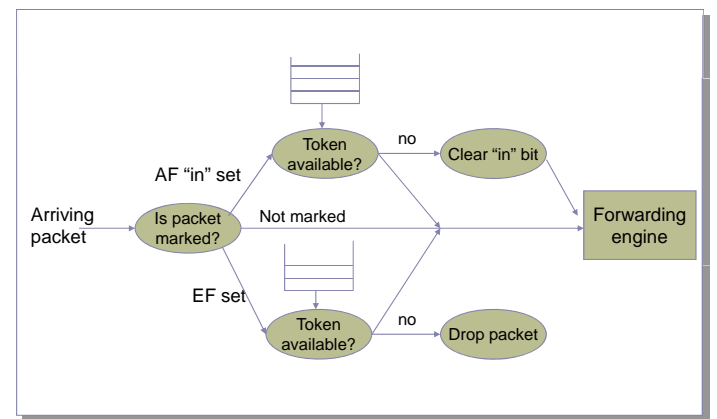 Token
available?
no
Clear “in” bit
AF “in” set
Arriving
packet
Is packet
marked?
Not marked
Forwarding
engine
EF set
Token
available?
no
Drop packet